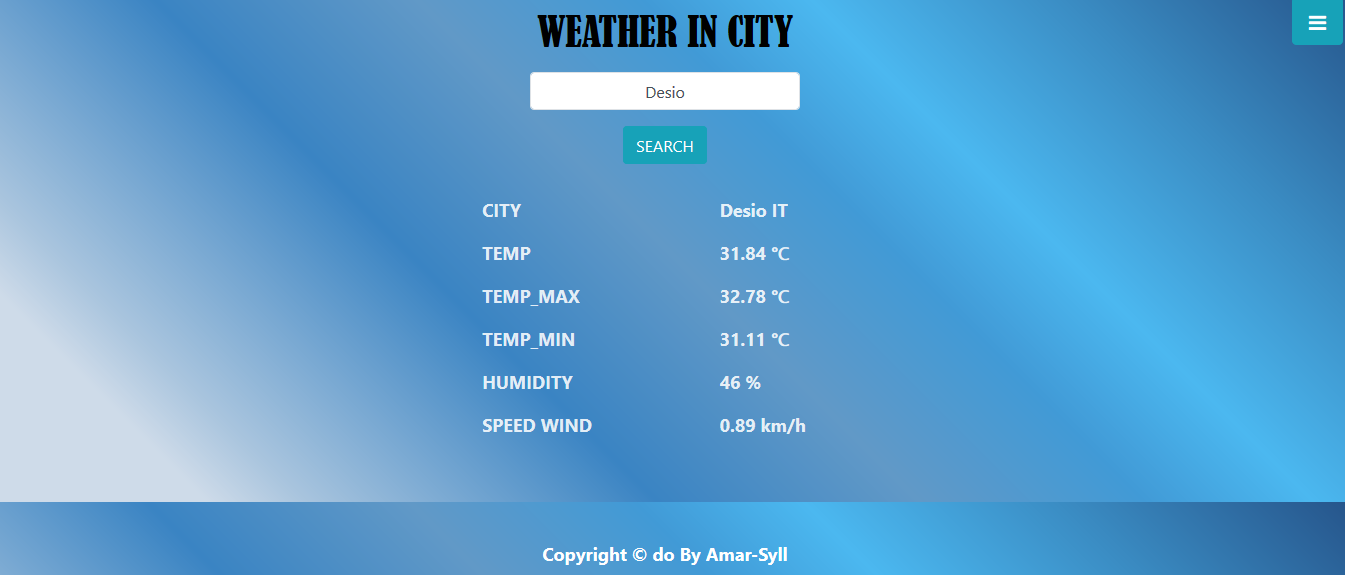 WEATHER IN CITY
Desio
SEARCH
CITY Desio IT
TEMP 31.84 °C
TEMP_MAX 32.78 °C
TEMP_MIN 31.11 °C
HUMIDITY 46 %
SPEED WIND 0.89 km/h
Copyright © do By Amar-Syll